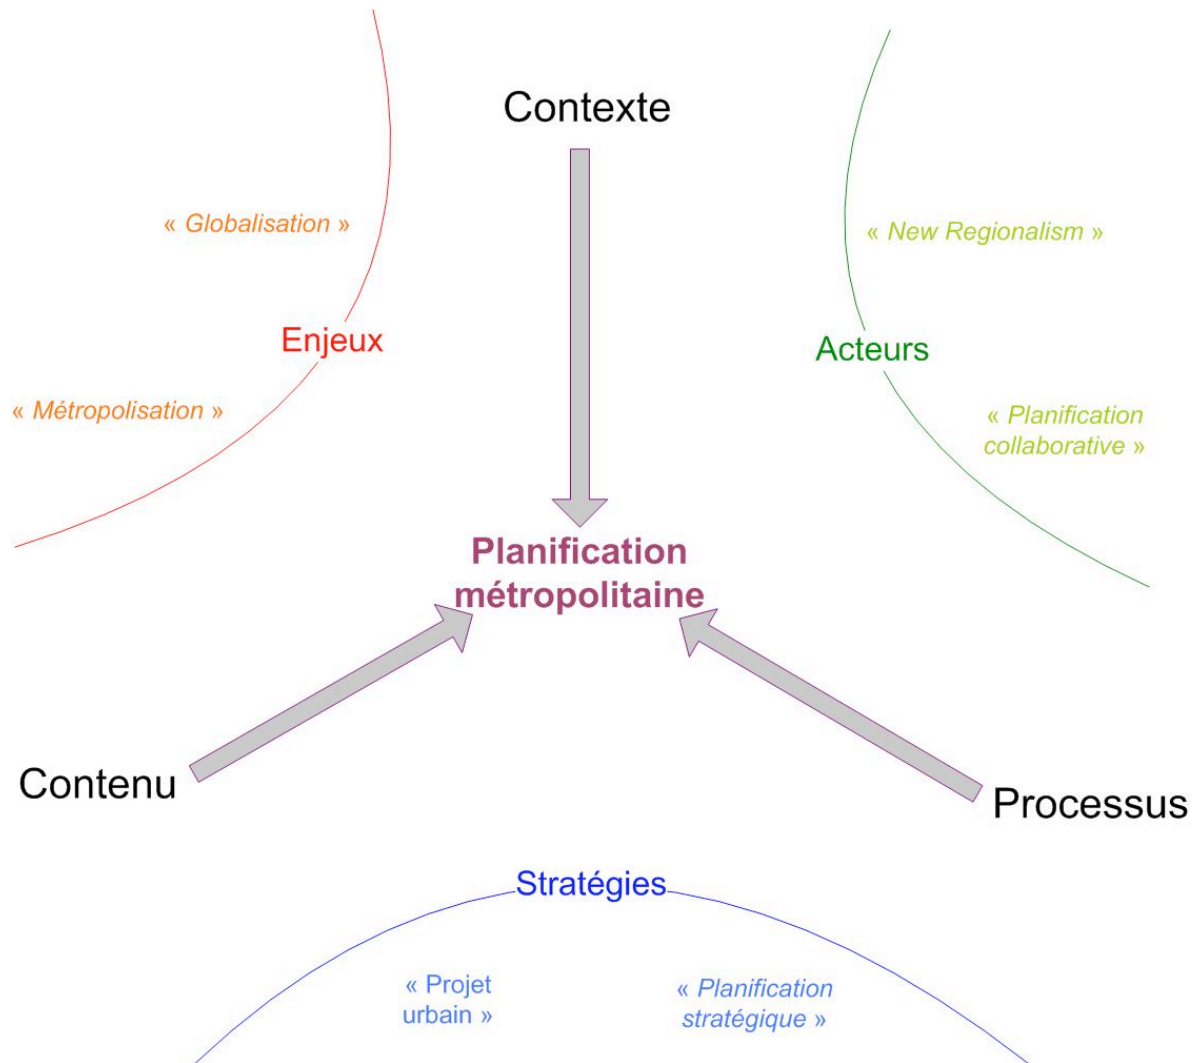 Contexte
« Globalisation »
« New Regionalism »
Enjeux
Acteurs
« Métropolisation »
« Planification
collaborative »
Planification
métropolitaine
Contenu
Processus
Stratégies
« Projet
urbain »
« Planification
stratégique »